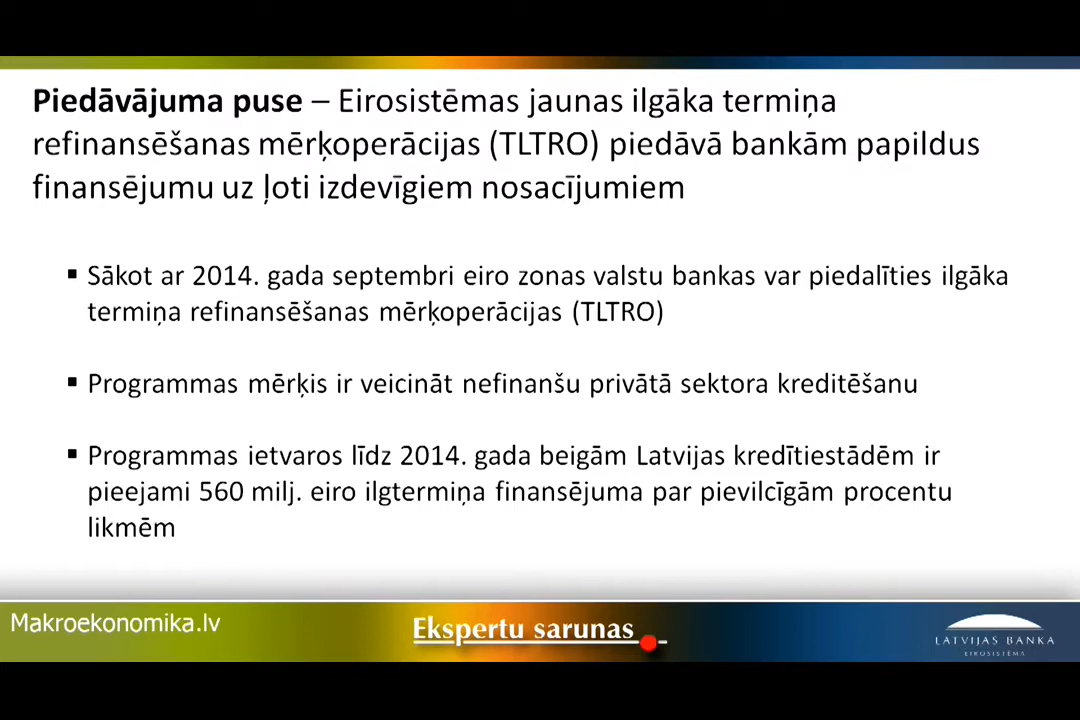 Piedāvājuma puse – Eirosistēmas jaunas ilgāka termiņa
refinansēšanas mērķoperācijas (TLTRO) piedāvā bankām papildus
finansējumu uz ļoti izdevīgiem nosacījumiem
▪ Sākot ar 2014. gada septembri eiro zonas valstu bankas var piedalīties ilgāka
termiņa refinansēšanas mērķoperācijas (TLTRO)
▪ Programmas mērķis ir veicināt nefinanšu privātā sektora kreditēšanu
▪ Programmas ietvaros līdz 2014. gada beigām Latvijas kredītiestādēm ir
pieejami 560 milj. eiro ilgtermiņa finansējuma par pievilcīgām procentu
likmēm
Makroekonomika.lv
Ekspertu sarunas
LATVIJAS BANKA
EIROSISTĒMA